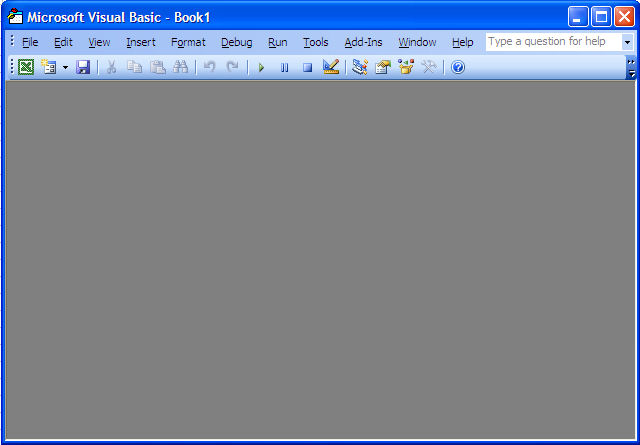 Microsoft Visual Basic - Book1
File Edit View Insert Format Debug Run Tools Add-Ins Window Help Type a question for help